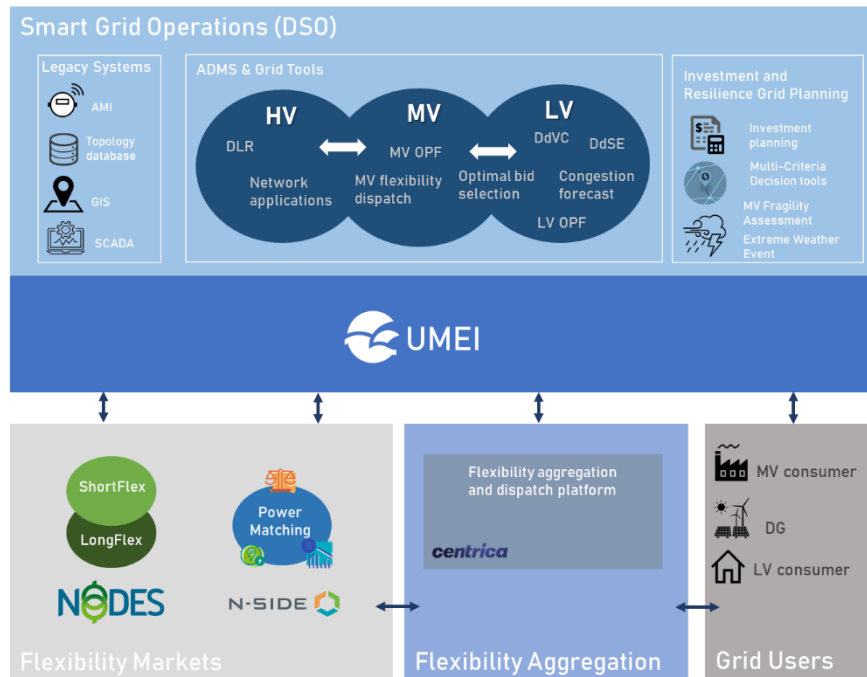 Smart Grid Operations (DSO)
Legacy Systems
AMI
Topology
database
GIS
SCADA
ADMS & Grid Tools
HV
DLR
Network
applications
MV
MV OPF
MV flexibility
dispatch
Optimal bid
selection
LV
DdVC
DdSE
Congestion
forecast
LV OPF
Investment and
Resilience Grid Planning
Investment
planning
Multi-Criteria
Decision tools
MV Fragility
Assessment
Extreme Weather
Event
UMEI
ShortFlex
LongFlex
NODES
Power
Matching
N-SIDE
Flexibility Markets
Flexibility aggregation
and dispatch platform
centrica
Flexibility Aggregation
MV consumer
DG
LV consumer
Grid Users